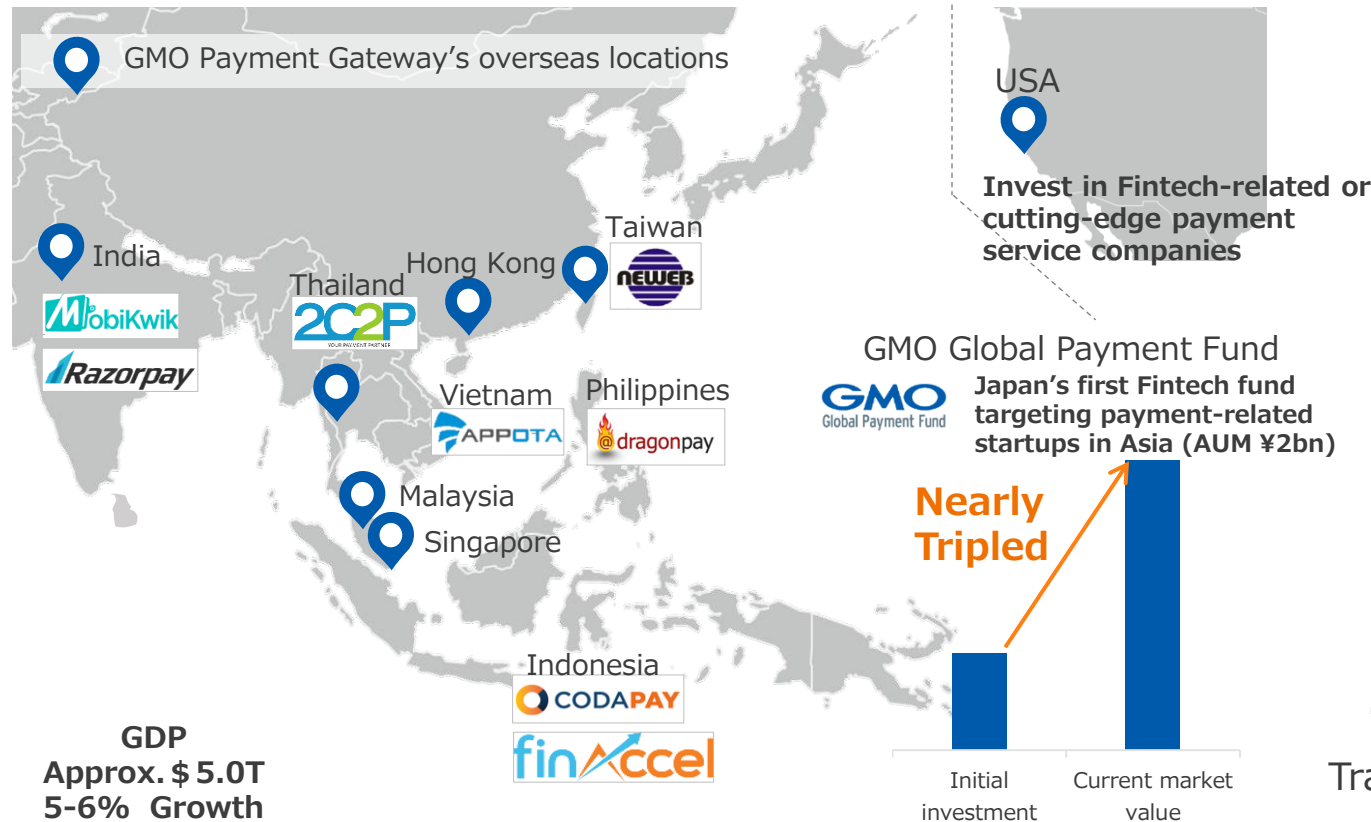 GMO Payment Gateway's overseas locations
USA
Invest in Fintech-related or
cutting-edge payment
service companies
India
MobiKwik
Razorpay
Thailand
2C2P
YOUR PAYMENT PARTNER
Hong Kong
Taiwan
NEWEB
Vietnam
APPOTA
Philippines
@dragonpay
Malaysia
Singapore
Indonesia
CODAPAY
finAccel
GDP
Approx.$5.0T
5-6% Growth
GMO Global Payment Fund
GMO
Global Payment Fund
Japan's first Fintech fund
targeting payment-related
startups in Asia (AUM ¥2bn)
Nearly
Tripled
Initial
investment
Current market
value
Tra